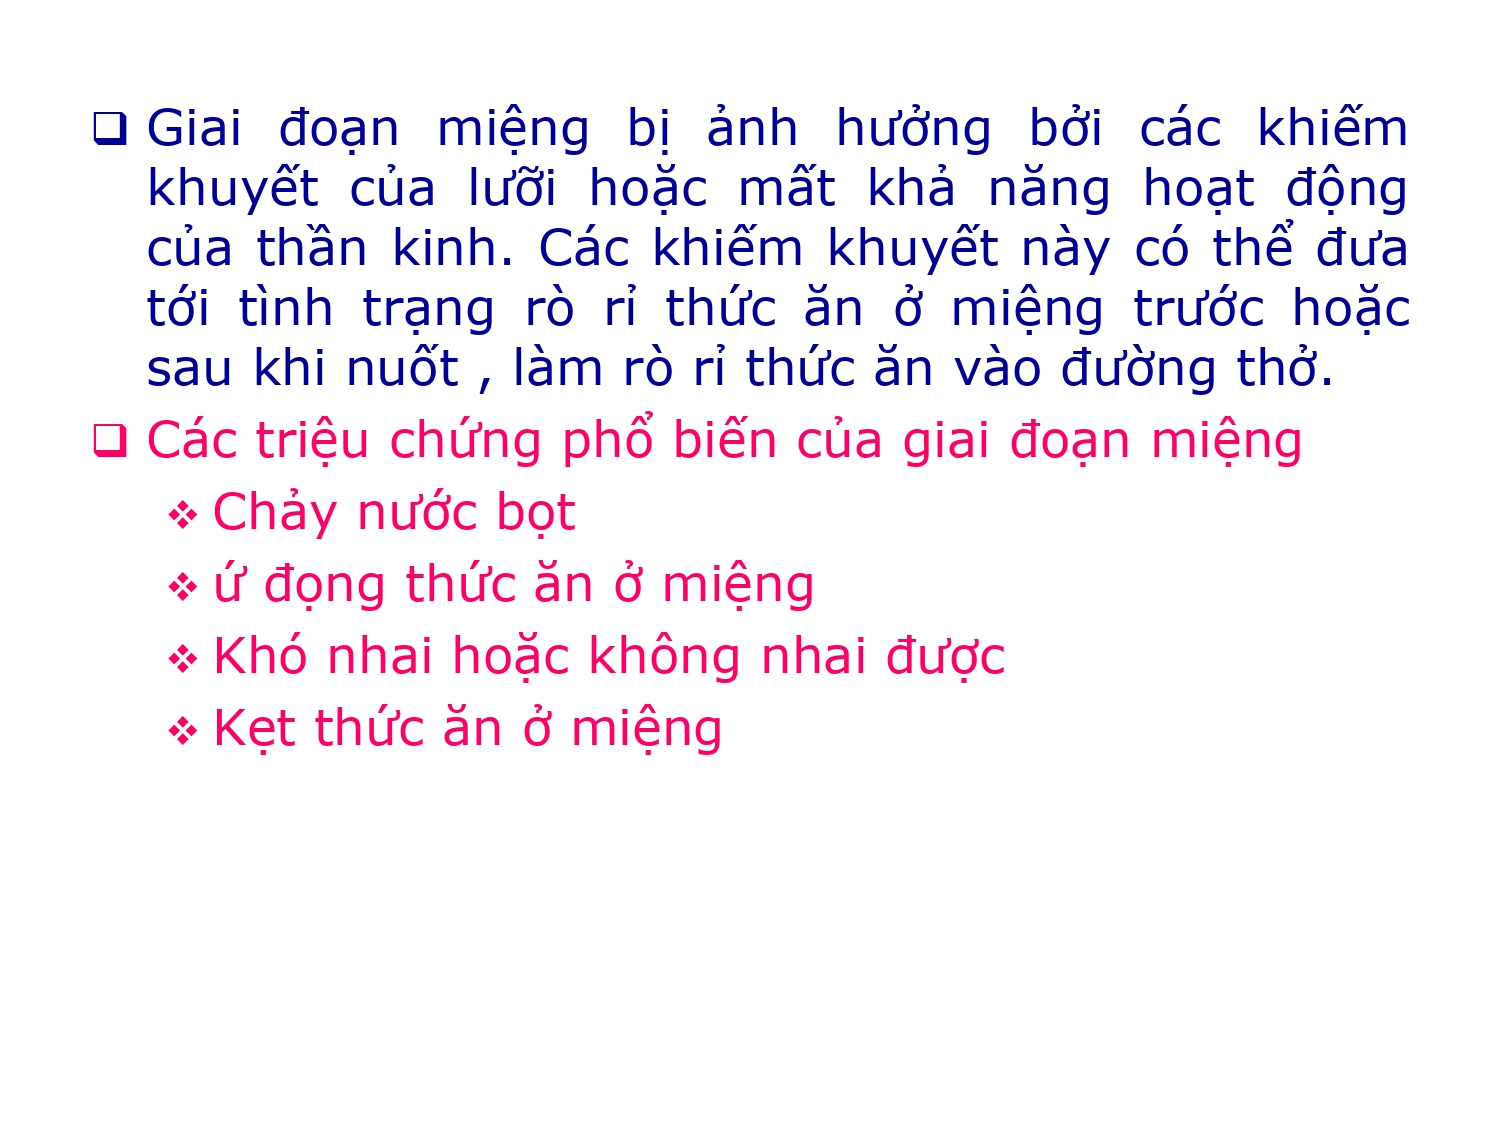 ❑ Giai đoạn miệng bị ảnh hưởng bởi các khiếm
khuyết của lưỡi hoặc mất khả năng hoạt động
của thần kinh. Các khiếm khuyết này có thể đưa
tới tình trạng rò rỉ thức ăn ở miệng trước hoặc
sau khi nuốt , làm rò rỉ thức ăn vào đường thở.
❑ Các triệu chứng phổ biến của giai đoạn miệng
❖ Chảy nước bọt
❖ ứ đọng thức ăn ở miệng
❖ Khó nhai hoặc không nhai được
❖ Kẹt thức ăn ở miệng